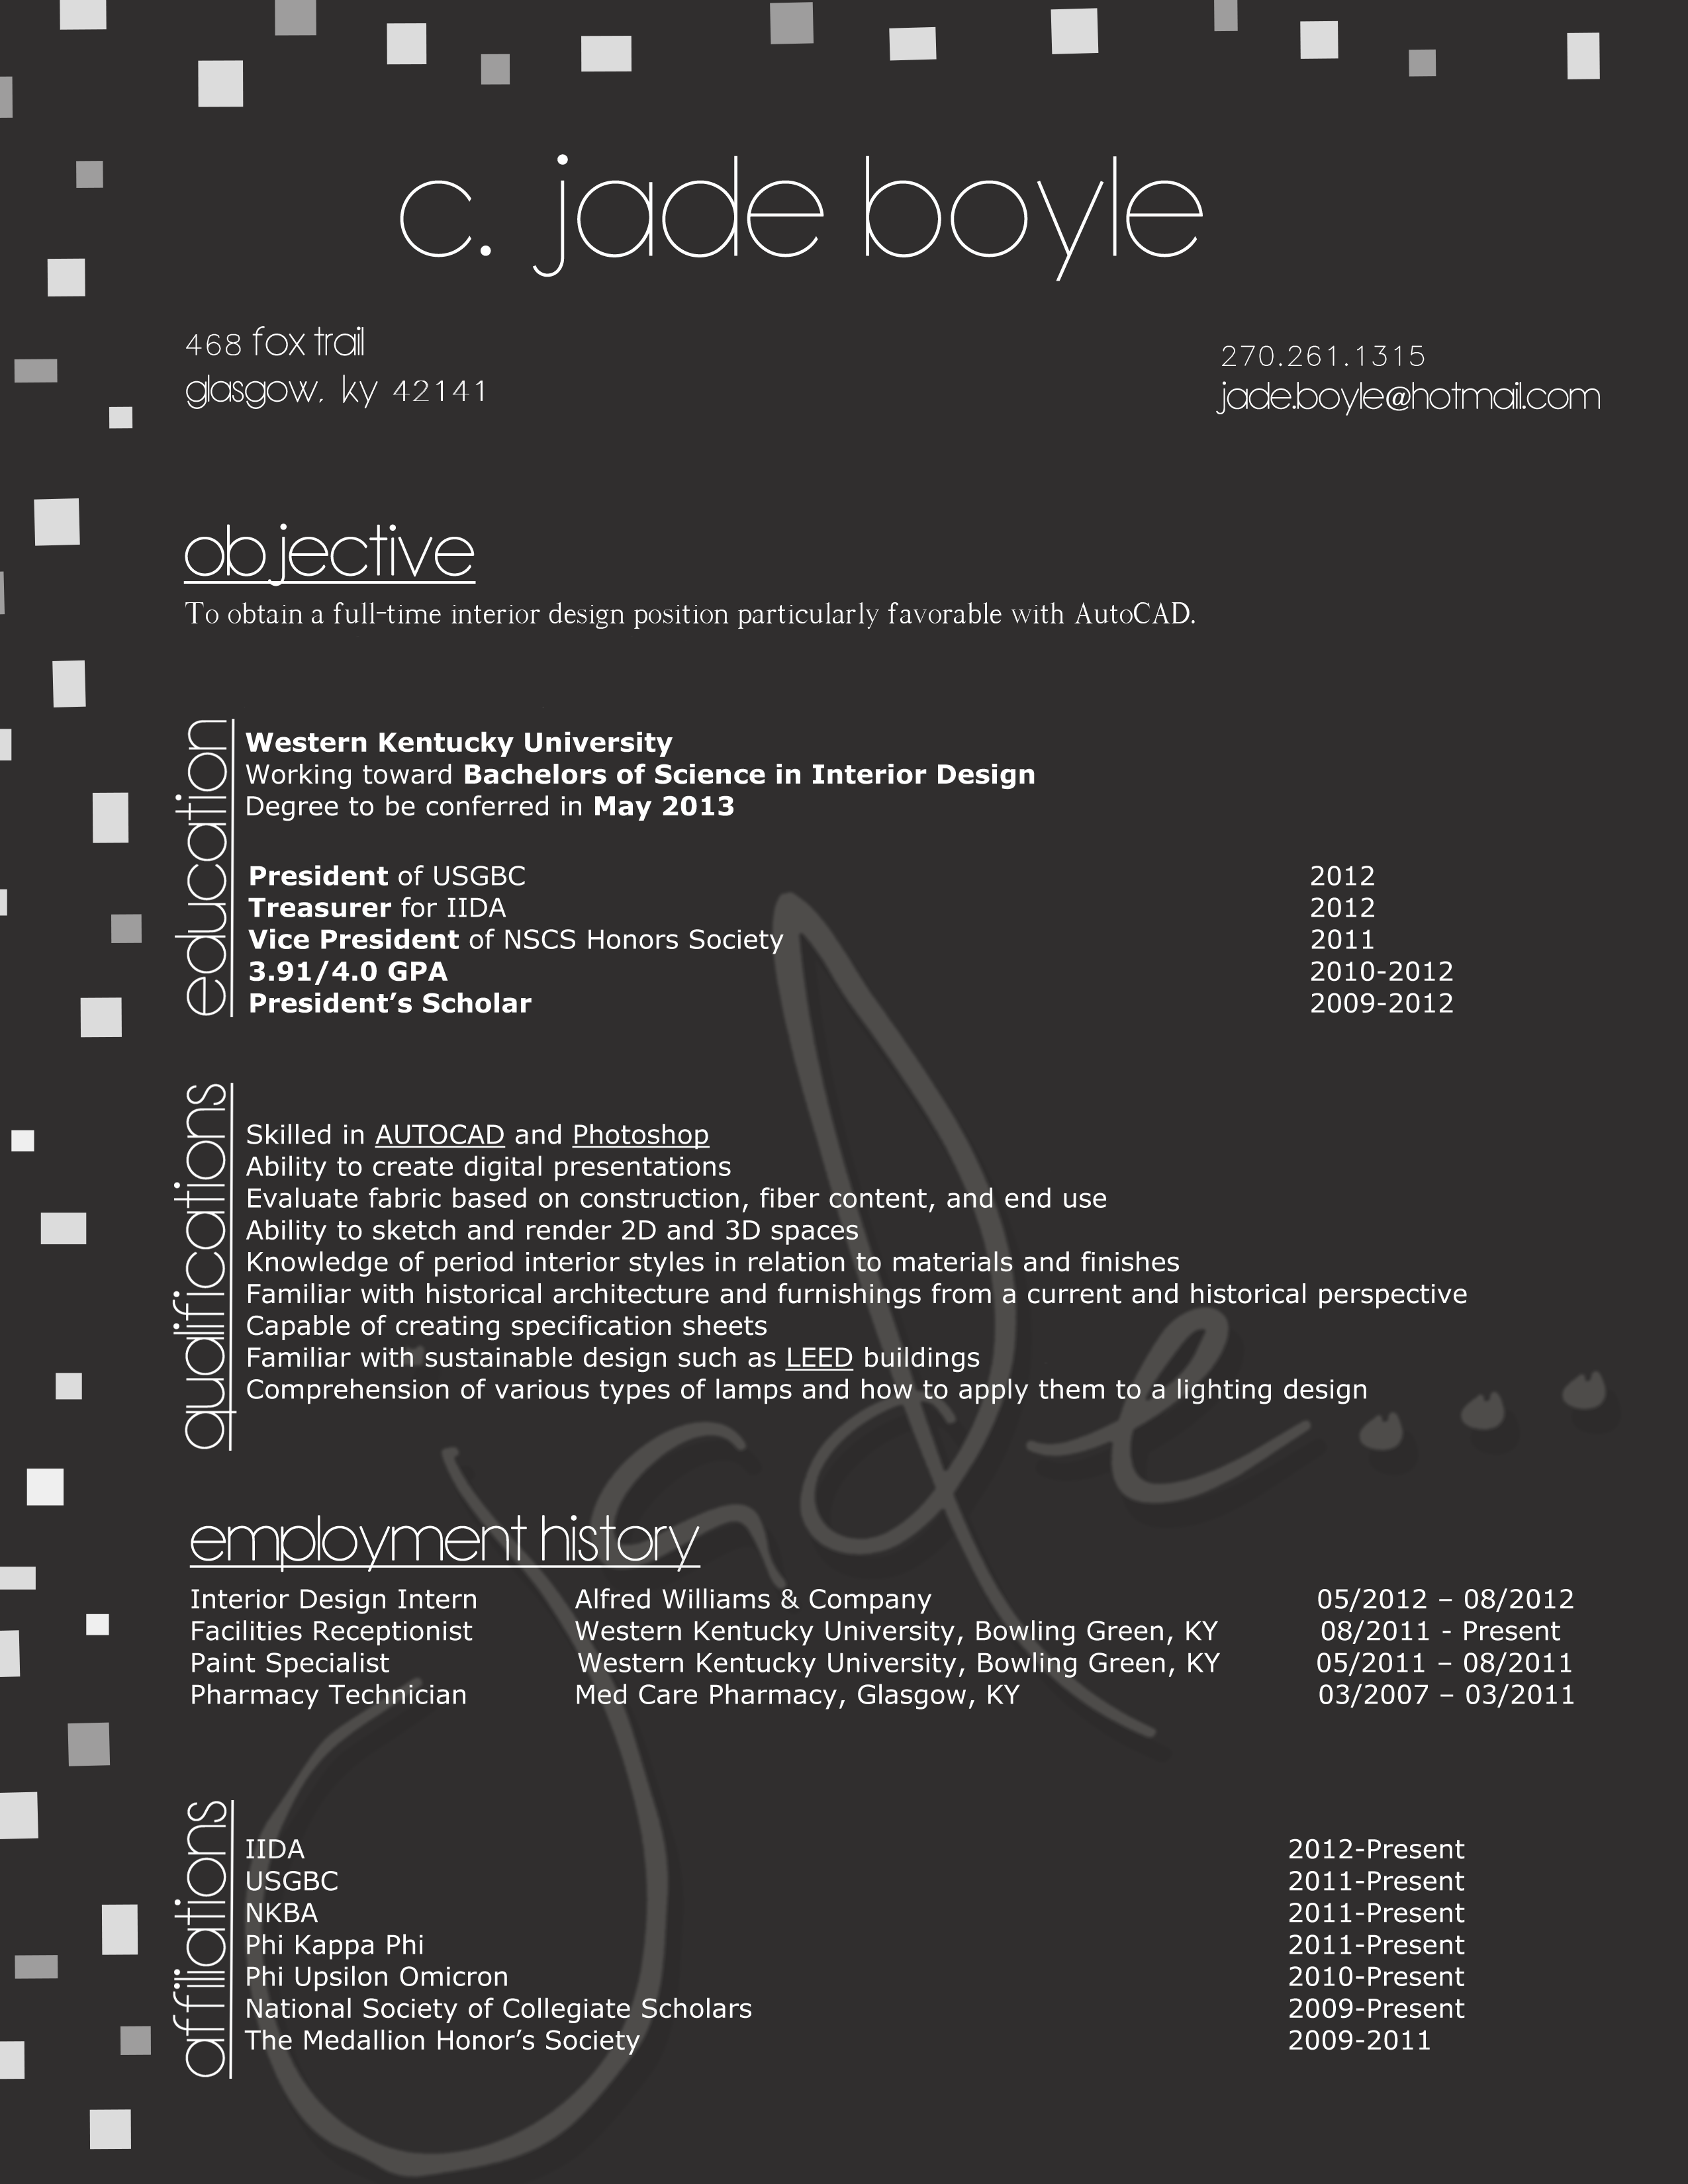 c. jade boyle
468 fox trail
glasgow, ky 42141
270.261.1315
jade.boyle@hotmail.com
objective
To obtain a full-time interior design position particularly favorable with AutoCAD.
education
Western Kentucky University
Working toward Bachelors of Science in Interior Design
Degree to be conferred in May 2013
President of USGBC 2012
Treasurer for IIDA 2012
Vice President of NSCS Honors Society 2011
3.91/4.0 GPA 2010-2012
President’s Scholar 2009-2012
qualifications
Skilled in AUTOCAD and Photoshop
Ability to create digital presentations
Evaluate fabric based on construction, fiber content, and end use
Ability to sketch and render 2D and 3D spaces
Knowledge of period interior styles in relation to materials and finishes
Familiar with historical architecture and furnishings from a current and historical perspective
Capable of creating specification sheets
Familiar with sustainable design such as LEED buildings
Comprehension of various types of lamps and how to apply them to a lighting design
jade...
employment history
Interior Design Intern Alfred Williams & Company 05/2012 – 08/2012
Facilities Receptionist Western Kentucky University, Bowling Green, KY 08/2011 - Present
Paint Specialist Western Kentucky University, Bowling Green, KY 05/2011 – 08/2011
Pharmacy Technician Med Care Pharmacy, Glasgow, KY 03/2007 – 03/2011
affiliations
IIDA 2012-Present
USGBC 2011-Present
NKBA 2011-Present
Phi Kappa Phi 2011-Present
Phi Upsilon Omicron 2010-Present
National Society of Collegiate Scholars 2009-Present
The Medallion Honor’s Society 2009-2011